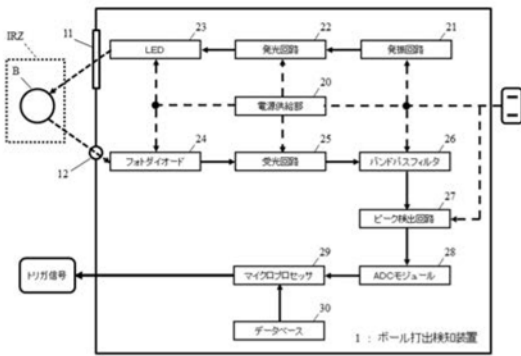 IRZ
B
11
12
23
22
21
LED
発光回路
発振回路
20
電源供給部
24
25
26
フォトダイオード
受光回路
バンドパスフィルタ
27
ピーク検出回路
29
28
トリガ信号
マイクロプロセッサ
ADCモジュール
30
データベース
1 : ボール打出検知装置